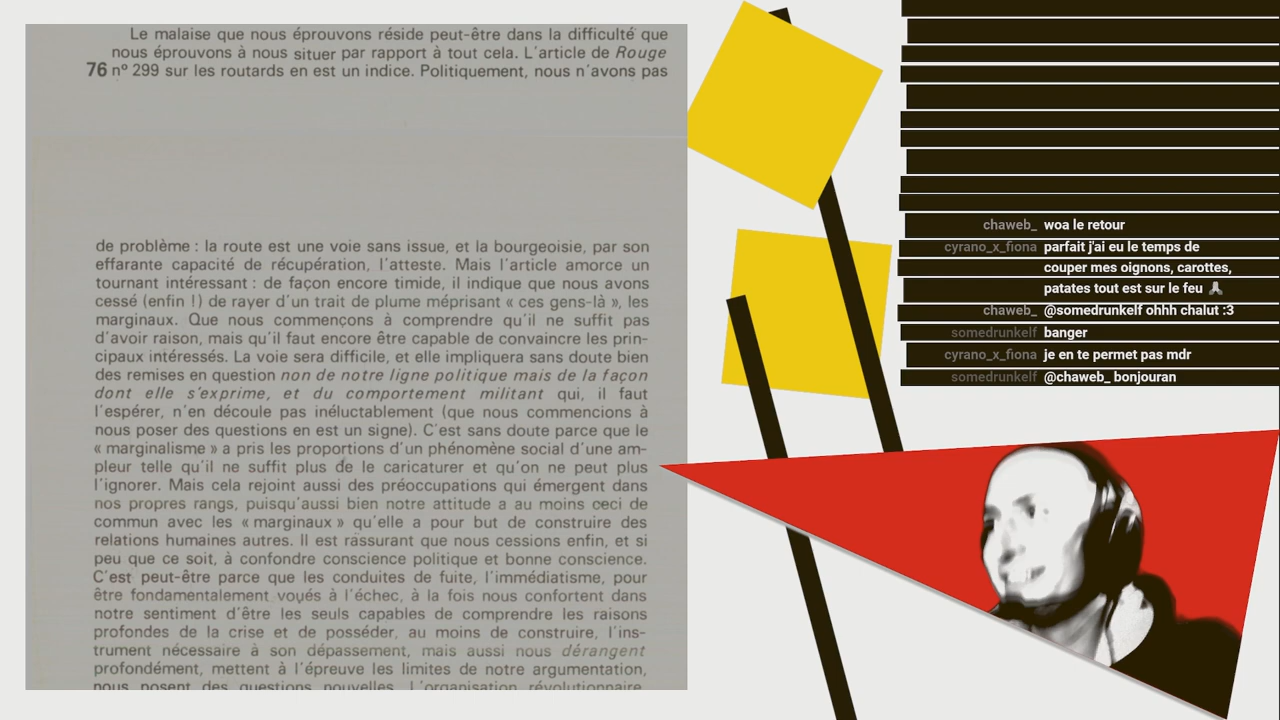 Le malaise que nous éprouvons réside peut-être dans la difficulté que
nous éprouvons à nous situer par rapport à tout cela. L'article de Rouge
76 nº 299 sur les routards en est un indice. Politiquement, nous n'avons pas
de problème : la route est une voie sans issue, et la bourgeoisie, par son
effarante capacité de récupération, l'atteste. Mais l'article amorce un
tournant intéressant : de façon encore timide, il indique que nous avons
cessé (enfin !) de rayer d'un trait de plume méprisant « ces gens-là », les
marginaux. Que nous commençons à comprendre qu'il ne suffit pas
d'avoir raison, mais qu'il faut encore être capable de convaincre les prin-
cipaux intéressés. La voie sera difficile, et elle impliquera sans doute bien
des remises en question non de notre ligne politique mais de la façon
dont elle s'exprime, et du comportement militant qui, il faut
l'espérer, n'en découle pas inéluctablement (que nous commencions à
nous poser des questions en est un signe). C'est sans doute parce que le
« marginalisme » a pris les proportions d'un phénomène social d'une am-
pleur telle qu'il ne suffit plus de le caricaturer et qu'on ne peut plus
l'ignorer. Mais cela rejoint aussi des préoccupations qui émergent dans
nos propres rangs, puisqu'aussi bien notre attitude a au moins ceci de
commun avec les « marginaux » qu'elle a pour but de construire des
relations humaines autres. Il est rassurant que nous cessions enfin, et si
peu que ce soit, à confondre conscience politique et bonne conscience.
C'est peut-être parce que les conduites de fuite, l'immédiatisme, pour
être fondamentalement voués à l'échec, à la fois nous confortent dans
notre sentiment d'être les seuls capables de comprendre les raisons
profondes de la crise et de posséder, au moins de construire, l'ins-
trument nécessaire à son dépassement, mais aussi nous dérangent
profondément, mettent à l'épreuve les limites de notre argumentation,
nous posent des questions nouvelles. L'organisation révolutionnaire,
chaweb_ woa le retour
cyrano_x_fiona parfait j'ai eu le temps de
couper mes oignons, carottes,
patates tout est sur le feu
chaweb_ @somedrunkelf ohhh chalut :3
somedrunkelf banger
cyrano_x_fiona je en te permet pas mdr
somedrunkelf @chaweb_ bonjouran